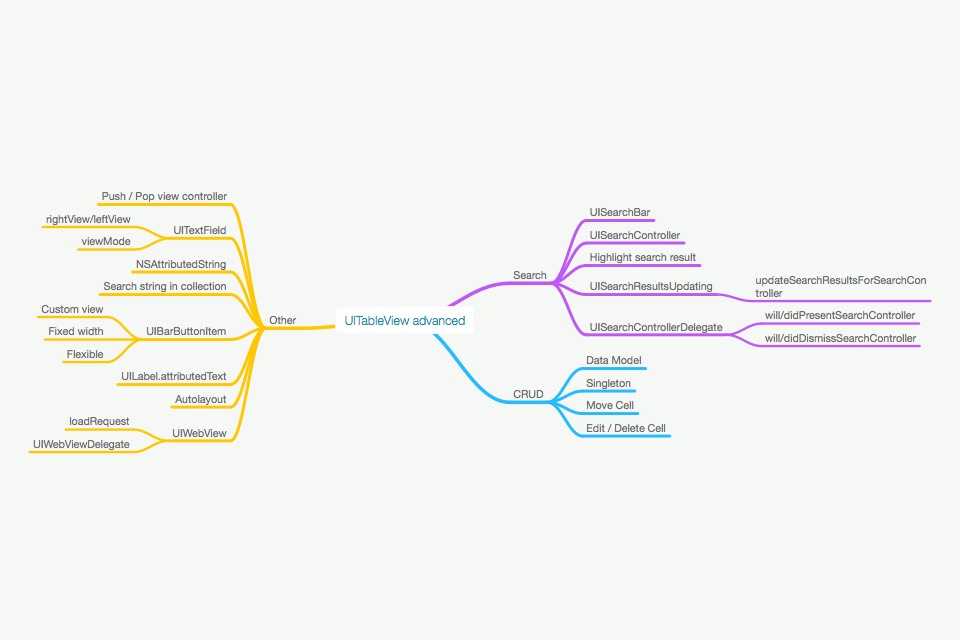 UITableView advanced
Search
UISearchBar
UISearchController
Highlight search result
UISearchResultsUpdating
updateSearchResultsForSearchCon
troller
UISearchControllerDelegate
will/didPresentSearchController
will/didDismissSearchController
CRUD
Data Model
Singleton
Move Cell
Edit / Delete Cell
Other
Push / Pop view controller
UITextField
rightView/leftView
viewMode
NSAttributedString
Search string in collection
UIBarButtonItem
Custom view
Fixed width
Flexible
UILabel.attributedText
Autolayout
UIWebView
loadRequest
UIWebViewDelegate